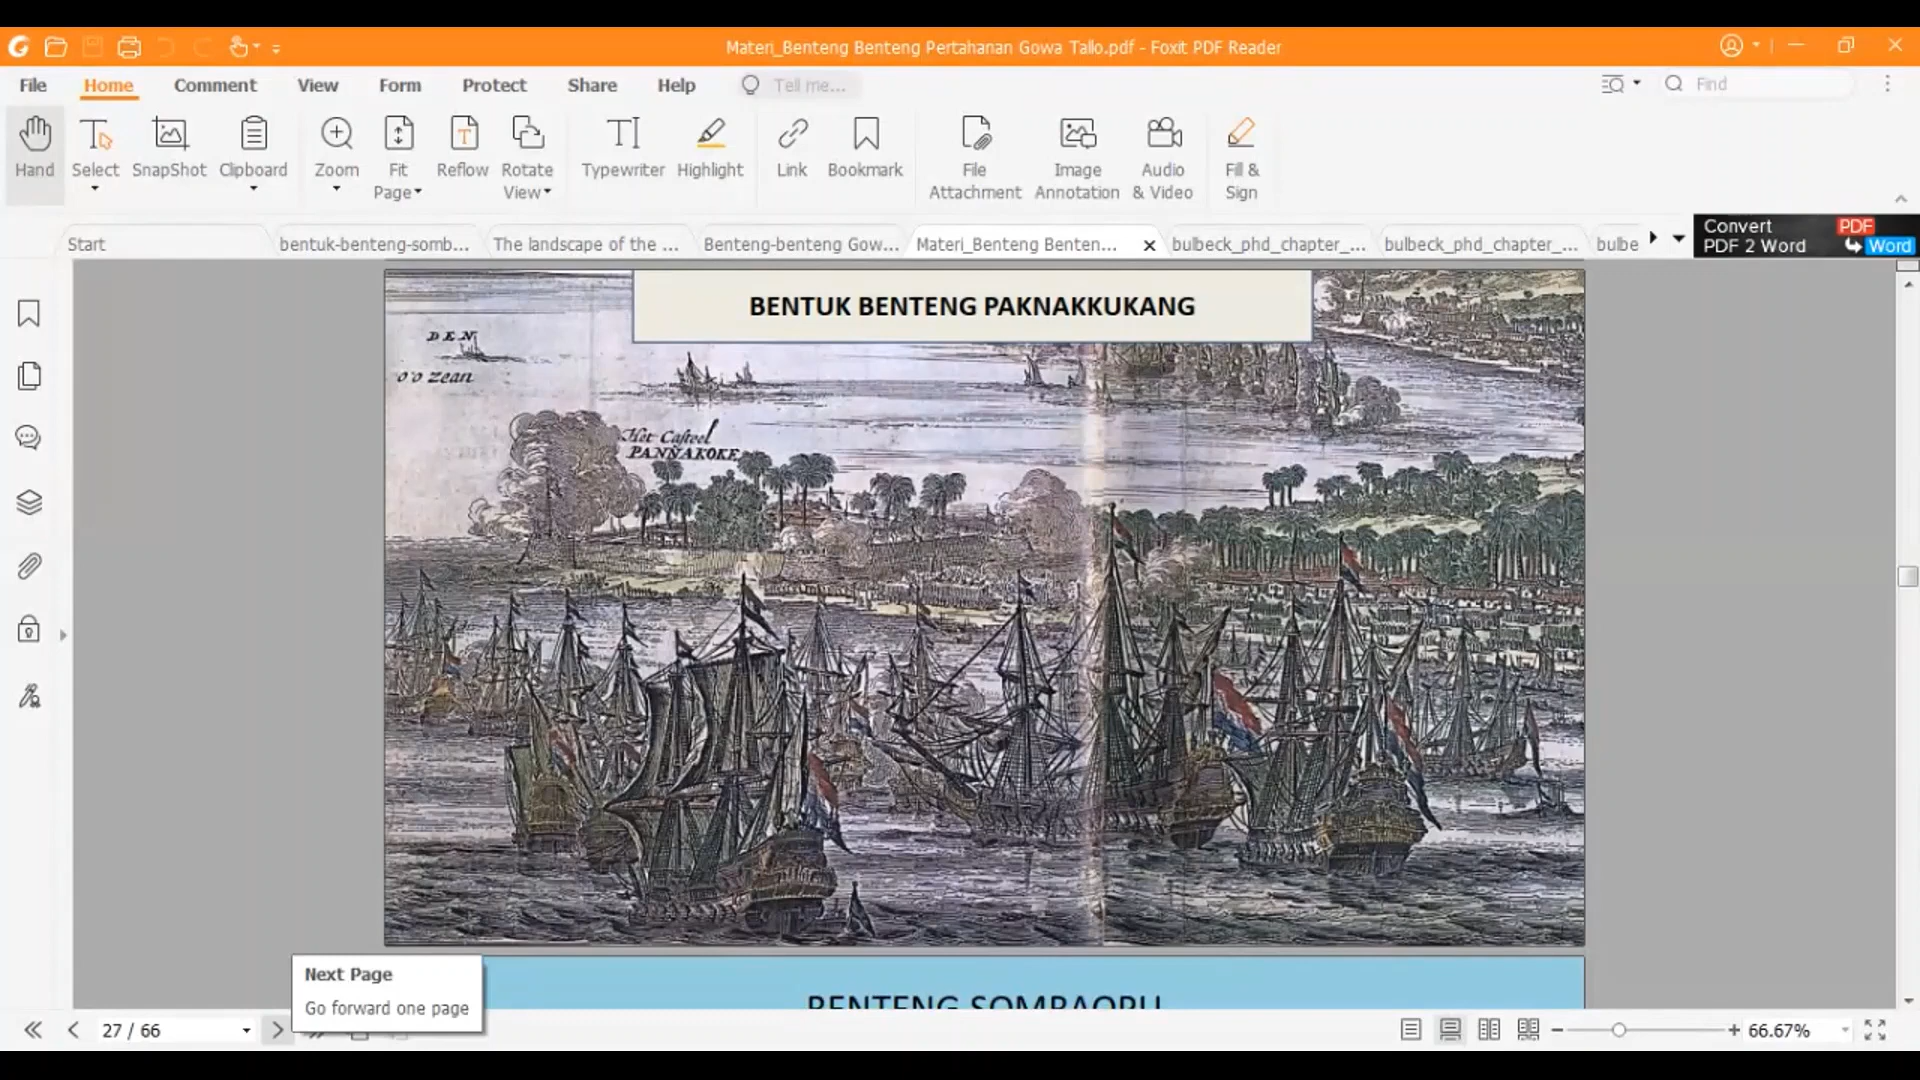 Materi_Benteng Benteng Pertahanan Gowa Tallo.pdf - Foxit PDF Reader
File Home Comment View Form Protect Share Help Tell me... Find
Hand Select SnapShot Clipboard Zoom Fit Page Reflow Rotate View Typewriter Highlight Link Bookmark File Attachment Image Annotation Audio & Video Fill & Sign
Start bentuk-benteng-somb... The landscape of the ... Benteng-benteng Gow... Materi_Benteng Benten... bulbeck_phd_chapter_... bulbeck_phd_chapter_... bulbe
Convert PDF
PDF 2 Word Word
BENTUK BENTENG PAKNAKKUKANG
DEN
Zean
Het Casteel
PANNAKOKE
BENTENG SOMBAOPU
Next Page
Go forward one page
27 / 66
66.67%